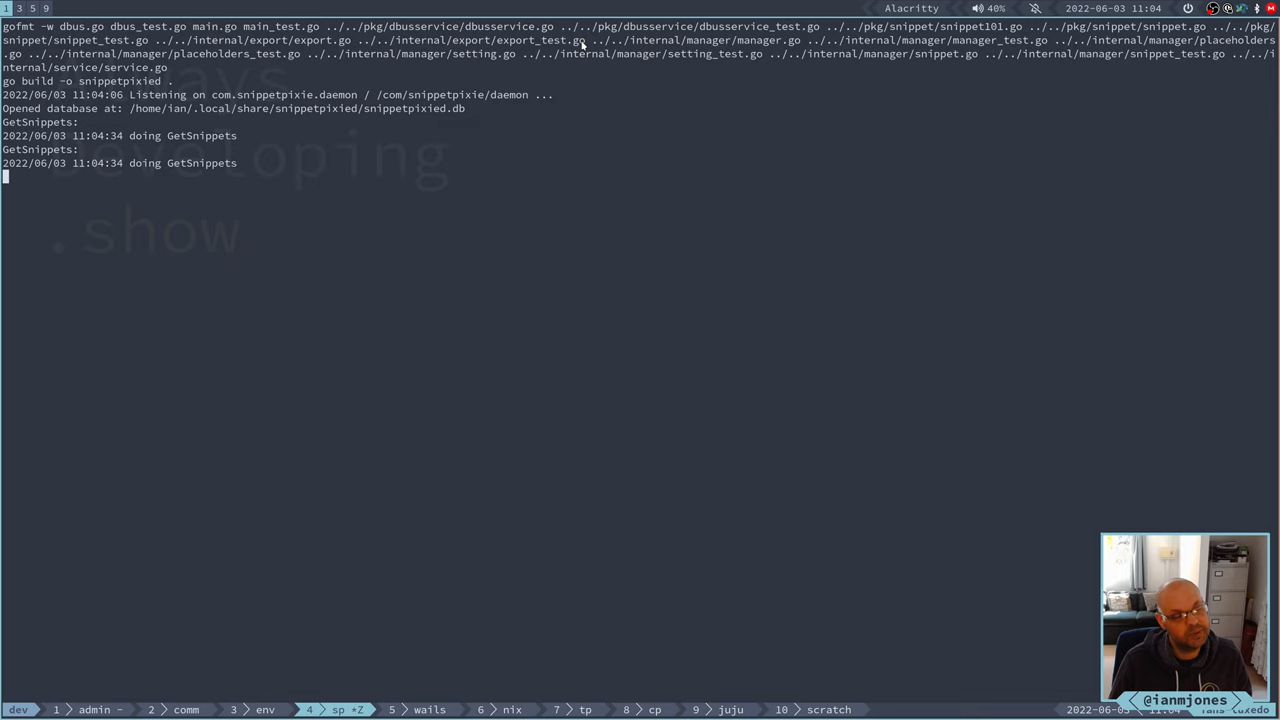 1 3 5 9
Alacritty
40%
2022-06-03 11:04
gofmt -w dbus.go dbus_test.go main.go main_test.go ../../pkg/dbusservice/dbusservice.go ../../pkg/dbusservice/dbusservice_test.go ../../pkg/snippet/snippet101.go ../../pkg/snippet/snippet.go ../../pkg/
snippet/snippet_test.go ../../internal/export/export.go ../../internal/export/export_test.go ../../internal/manager/manager.go ../../internal/manager/manager_test.go ../../internal/manager/placeholders
.go ../../internal/manager/placeholders_test.go ../../internal/manager/setting.go ../../internal/manager/setting_test.go ../../internal/manager/snippet.go ../../internal/manager/snippet_test.go ../../i
nternal/service/service.go
go build -o snippetpixied .
2022/06/03 11:04:06 Listening on com.snippetpixie.daemon / /com/snippetpixie/daemon ...
Opened database at: /home/ian/.local/share/snippetpixied/snippetpixied.db
GetSnippets:
2022/06/03 11:04:34 doing GetSnippets
GetSnippets:
2022/06/03 11:04:34 doing GetSnippets
developing
.show
@ianmjones
dev 1 admin - 2 comm 3 env 4 sp *Z 5 wails 6 nix 7 tp 8 cp 9 juju 10 scratch 2022-06-03 tuxedo